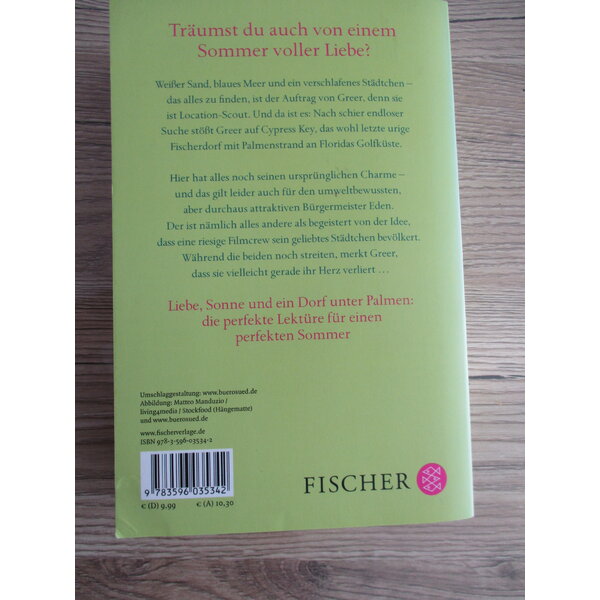 Träumst du auch von einem
Sommer voller Liebe?
Weißer Sand, blaues Meer und ein verschlafenes Städtchen –
das alles zu finden, ist der Auftrag von Greer, denn sie
ist Location-Scout. Und da ist es: Nach schier endloser
Suche stößt Greer auf Cypress Key, das wohl letzte urige
Fischerdorf mit Palmenstrand an Floridas Golfküste.
Hier hat alles noch seinen ursprünglichen Charme –
und das gilt leider auch für den umweltbewussten,
aber durchaus attraktiven Bürgermeister Eden.
Der ist nämlich alles andere als begeistert von der Idee,
dass eine riesige Filmcrew sein geliebtes Städtchen bevölkert.
Während die beiden noch streiten, merkt Greer,
dass sie vielleicht gerade ihr Herz verliert …
Liebe, Sonne und ein Dorf unter Palmen:
die perfekte Lektüre für einen
perfekten Sommer
Umschlaggestaltung: www.buerosued.de
Abbildung: Matteo Manduzio /
living4media / Stockfood (Hängematte)
und www.buerosued.de
www.fischerverlage.de
ISBN 978-3-596-03534-2
9 783596 035342
€ (D) 9.99 € (A) 10,30
FISCHER